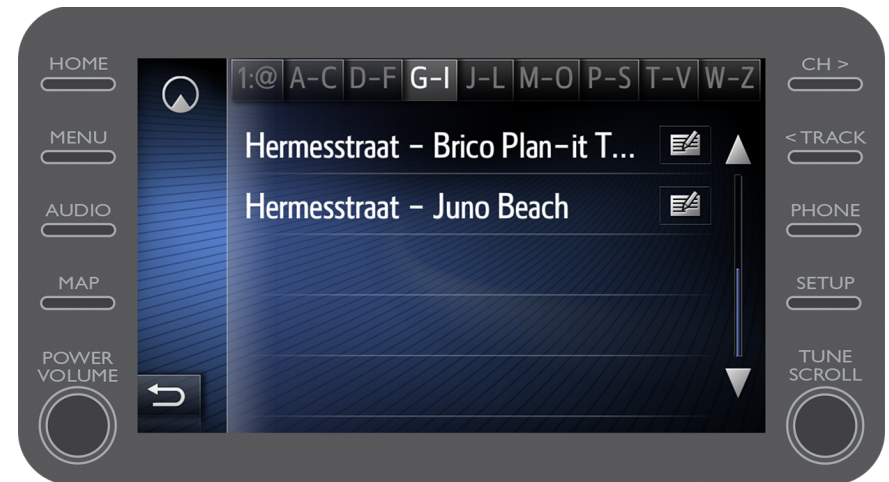 HOME
MENU
AUDIO
MAP
POWER
VOLUME
1:@ A-C D-F G-I J-L M-O P-S T-V W-Z
Hermesstraat - Brico Plan-it T...
Hermesstraat - Juno Beach
CH >
< TRACK
PHONE
SETUP
TUNE
SCROLL